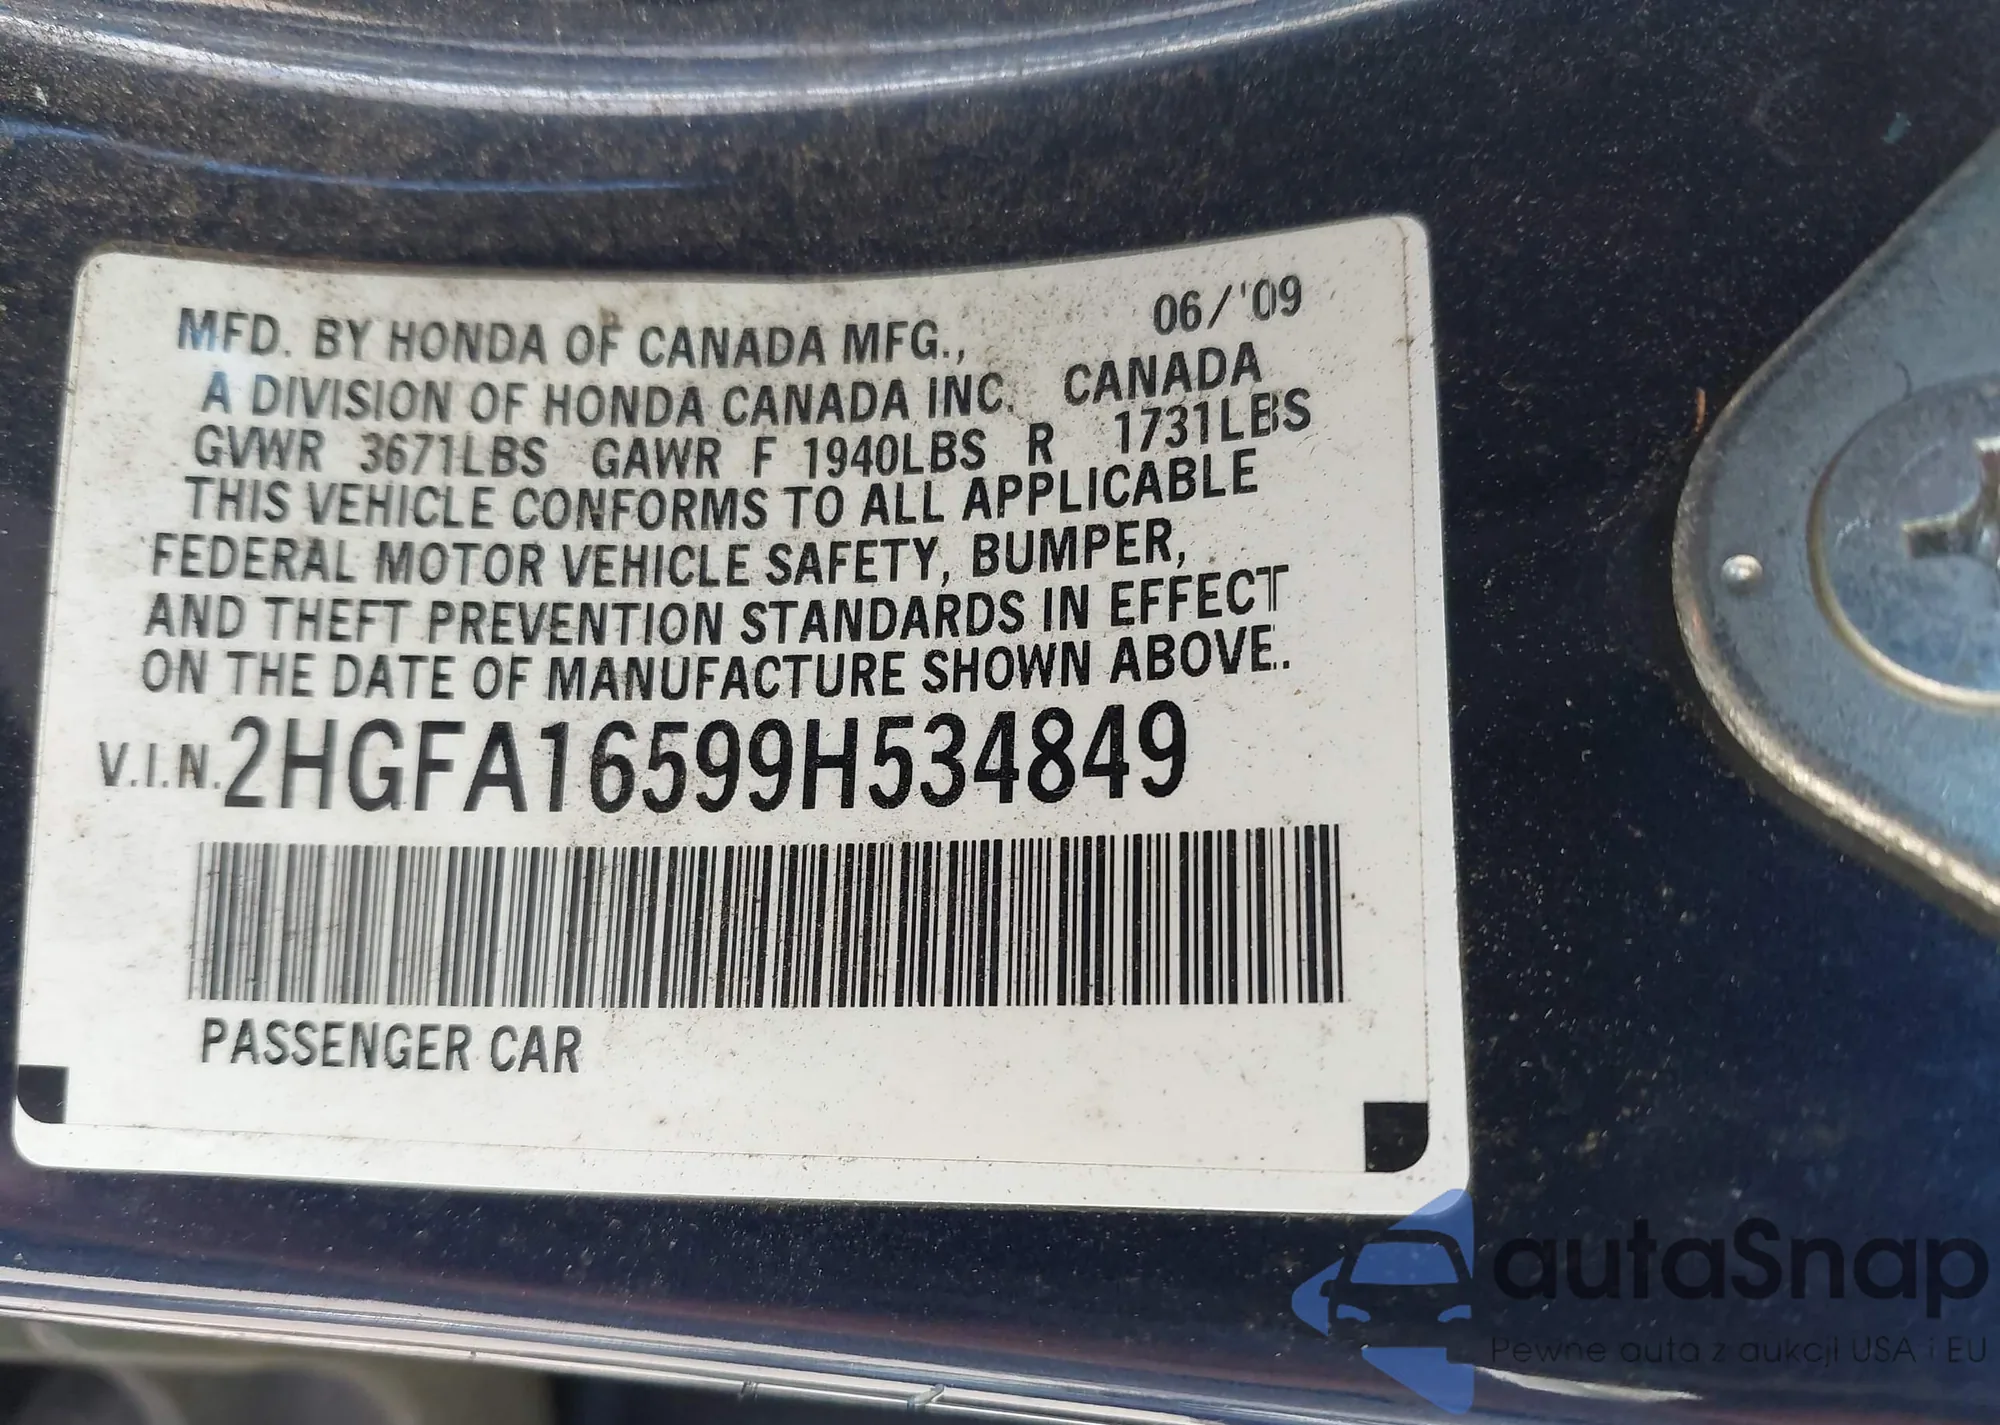 MFD. BY HONDA OF CANADA MFG., 06/'09
A DIVISION OF HONDA CANADA INC. CANADA
GVWR 3671LBS GAWR F 1940LBS R 1731LBS
THIS VEHICLE CONFORMS TO ALL APPLICABLE
FEDERAL MOTOR VEHICLE SAFETY, BUMPER,
AND THEFT PREVENTION STANDARDS IN EFFECT
ON THE DATE OF MANUFACTURE SHOWN ABOVE.
V.I.N. 2HGFA16599H534849
PASSENGER CAR
autaSnap
Pewne auta z aukcji USA i EU